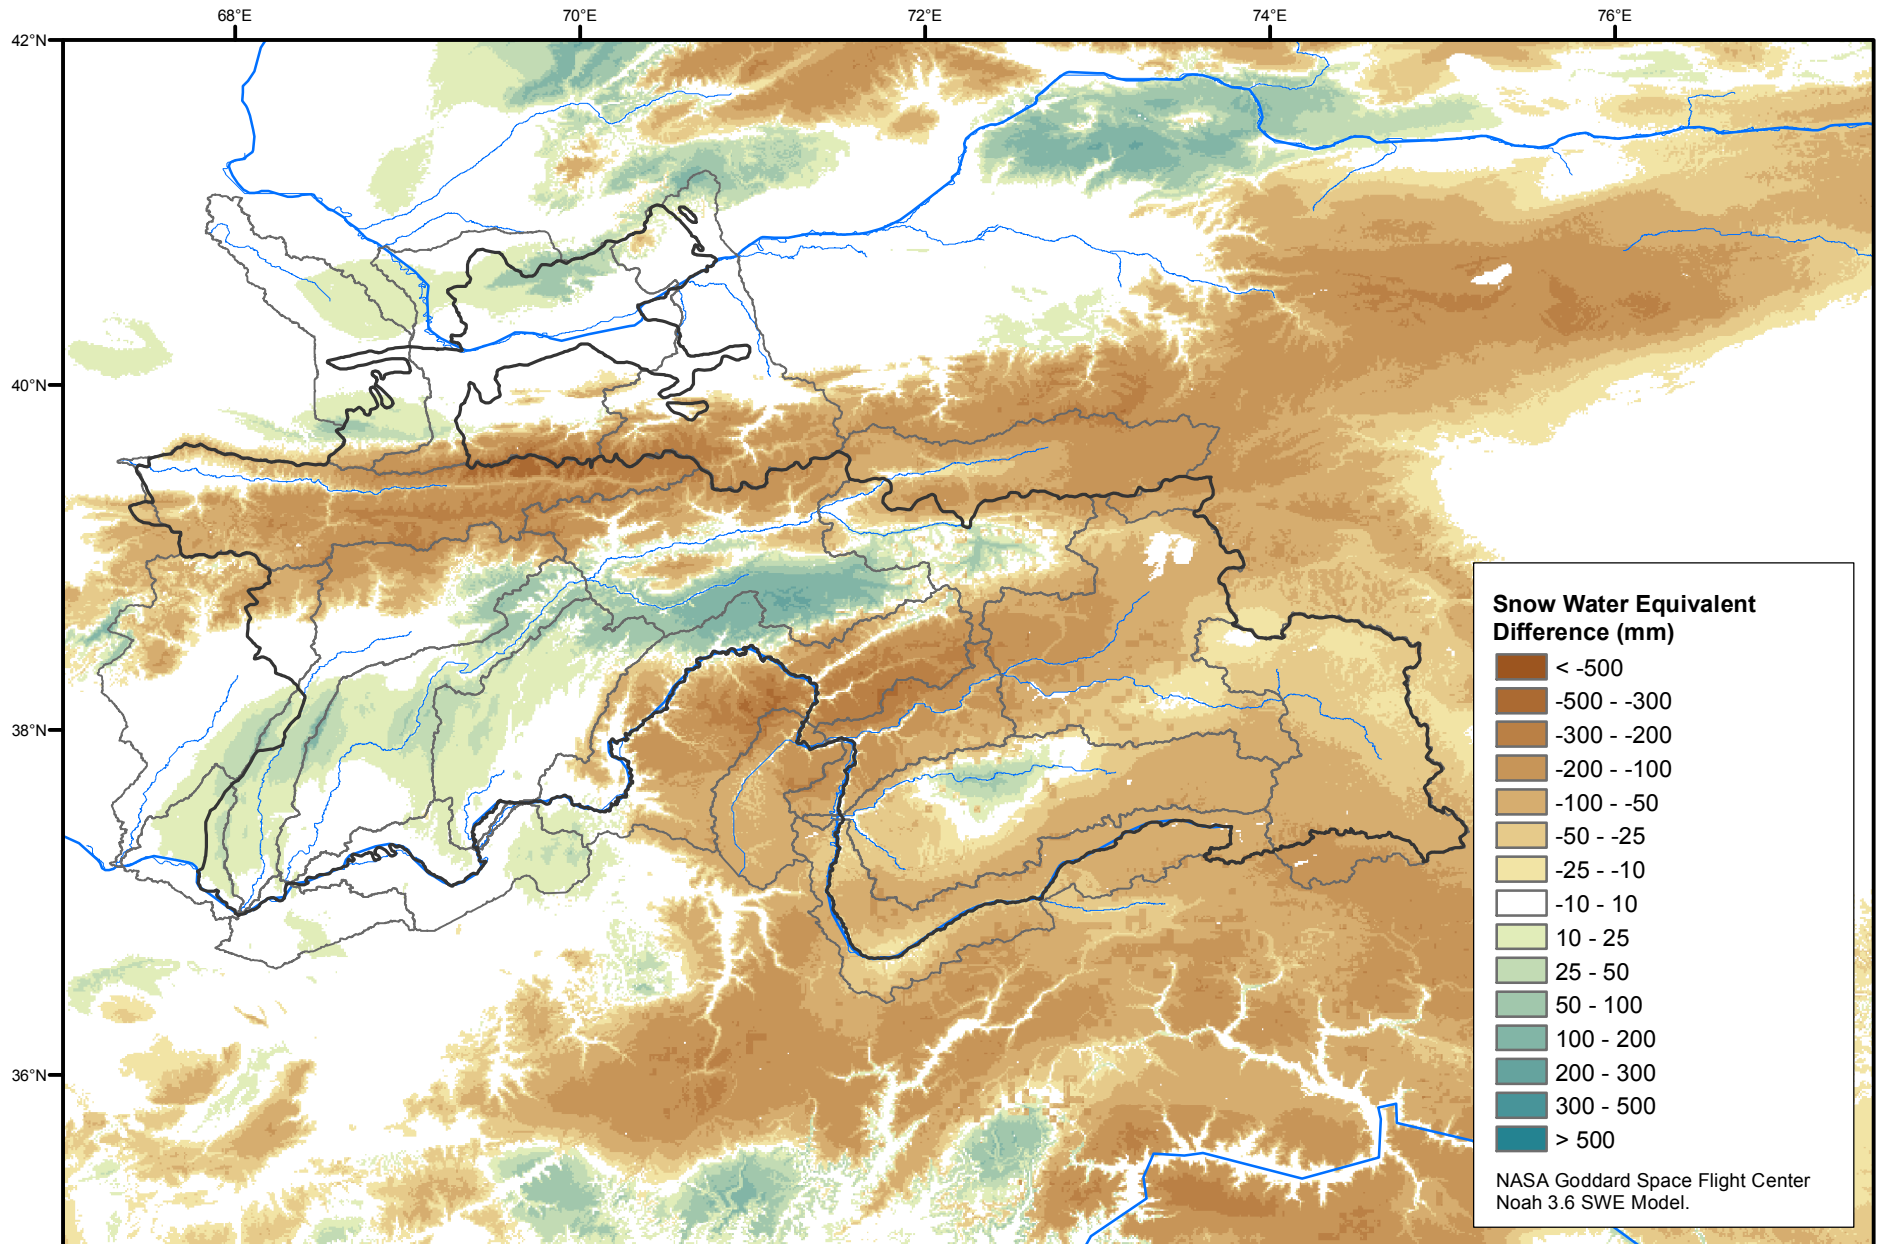 68°E
70°E
72°E
74°E
76°E
42°N
40°N
38°N
36°N
Snow Water Equivalent
Difference (mm)
< -500
-500 - -300
-300 - -200
-200 - -100
-100 - -50
-50 - -25
-25 - -10
-10 - 10
10 - 25
25 - 50
50 - 100
100 - 200
200 - 300
300 - 500
> 500
NASA Goddard Space Flight Center
Noah 3.6 SWE Model.